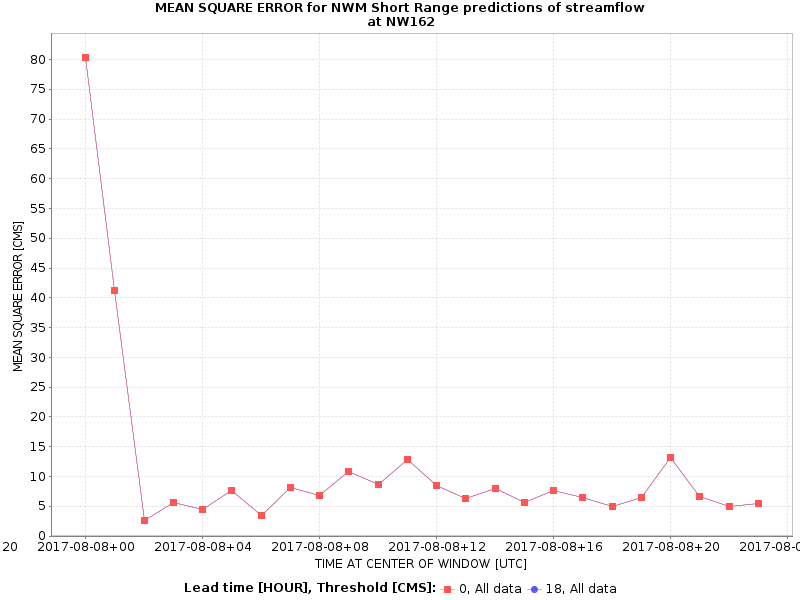 MEAN SQUARE ERROR for NWM Short Range predictions of streamflow
at NW162
MEAN SQUARE ERROR [CMS]
80
75
70
65
60
55
50
45
40
35
30
25
20
15
10
5
0
20 2017-08-08+00 2017-08-08+04 2017-08-08+08 2017-08-08+12 2017-08-08+16 2017-08-08+20 2017-08-0
TIME AT CENTER OF WINDOW [UTC]
Lead time [HOUR], Threshold [CMS]: 0, All data 18, All data